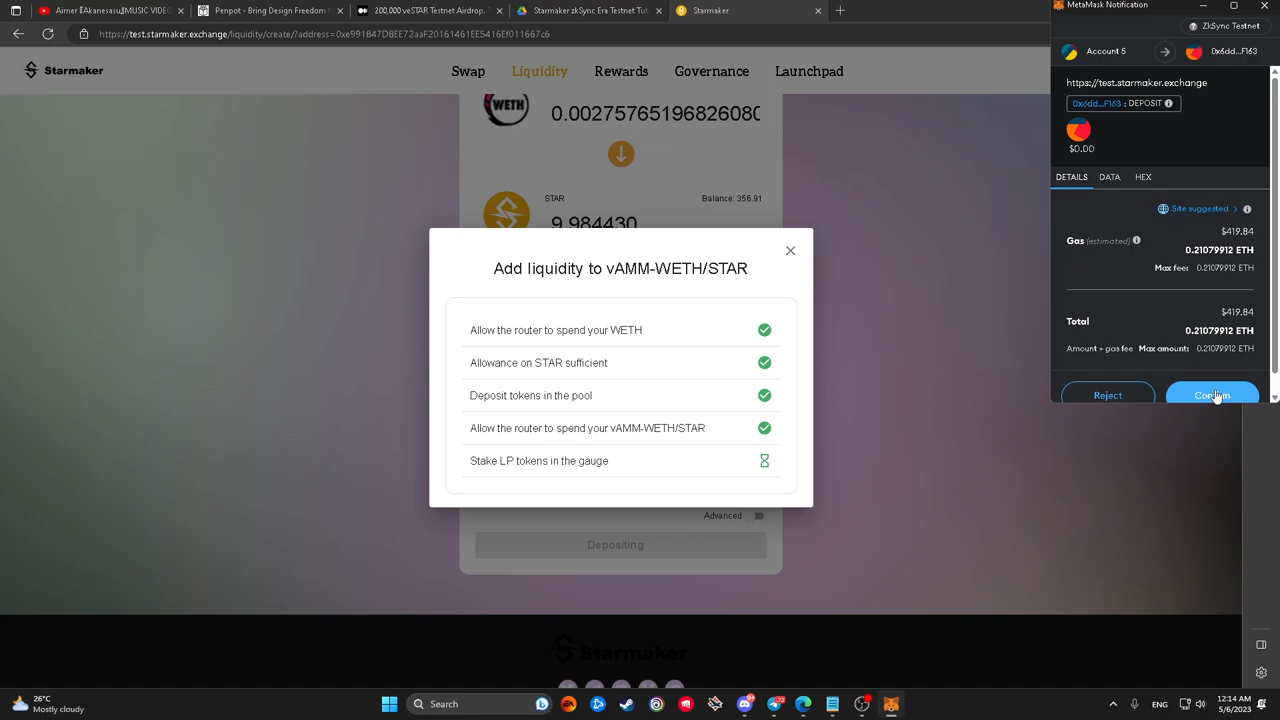 Aimer『Akanesasu』MUSIC VIDEO
Penpot - Bring Design Freedom t
200,000 veSTAR Testnet Airdrop.
Starmaker zkSync Era Testnet Tut
Starmaker
https://test.starmaker.exchange/liquidity/create/?address=0xe991847D8EE72aaF20161461EE5416Ef011667c6
Starmaker
Swap
Liquidity
Rewards
Governance
Launchpad
WETH
0.0027576519682608
STAR
Balance: 356.91
9.984430
Add liquidity to vAMM-WETH/STAR
Allow the router to spend your WETH
Allowance on STAR sufficient
Deposit tokens in the pool
Allow the router to spend your vAMM-WETH/STAR
Stake LP tokens in the gauge
Advanced
Depositing
Starmaker
MetaMask Notification
ZkSync Testnet
Account 5
0x6dd...F163
https://test.starmaker.exchange
0x6dd...F163 : DEPOSIT
$0.00
DETAILS
DATA
HEX
Site suggested >
$419.84
Gas (estimated)
0.21079912 ETH
Max fee: 0.21079912 ETH
$419.84
Total
0.21079912 ETH
Amount + gas fee
Max amount: 0.21079912 ETH
Reject
Confirm
26°C
Mostly cloudy
Search
ENG
12:14 AM
5/6/2023